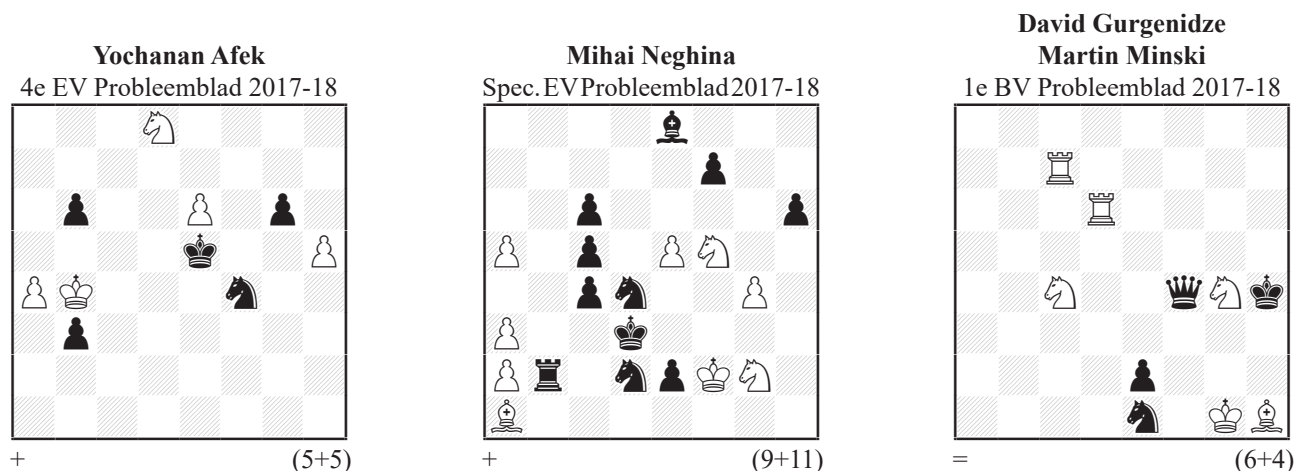 Yochanan Afek
4e EV Probleemblad 2017-18
+ (5+5)
Mihai Neghina
Spec. EV Probleemblad 2017-18
+ (9+11)
David Gurgenidze
Martin Minski
1e BV Probleemblad 2017-18
= (6+4)